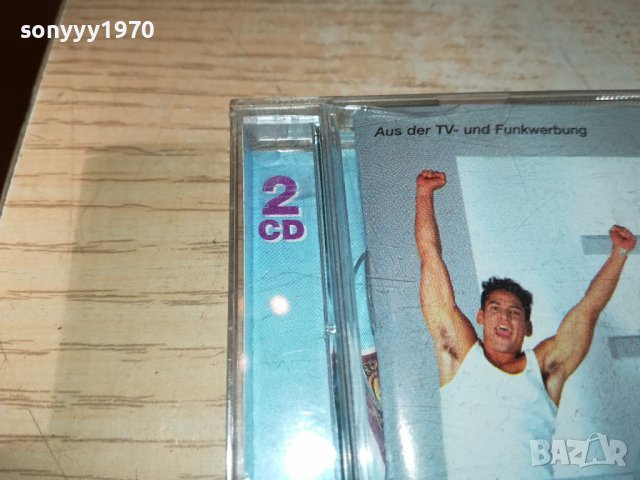 sonyyy1970
Aus der TV- und Funkwerbung
2
CD
BAZAR